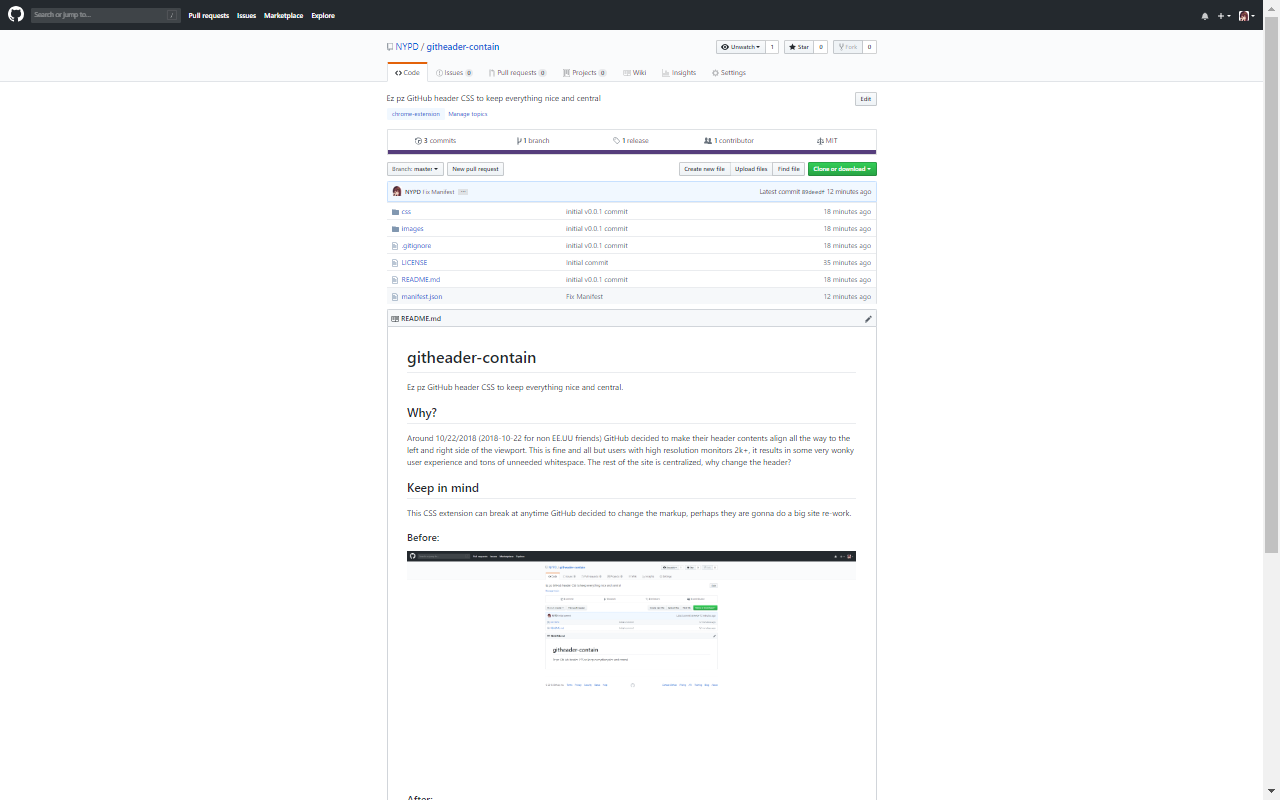 Search or jump to... /
Pull requests Issues Marketplace Explore
NYPD / githeader-contain
Unwatch 1 Star 0 Fork 0
Code Issues 0 Pull requests 0 Projects 0 Wiki Insights Settings
Ez pz GitHub header CSS to keep everything nice and central
Edit
chrome-extension Manage topics
3 commits 1 branch 1 release 1 contributor MIT
Branch: master New pull request Create new file Upload files Find file Clone or download
NYPD Fix Manifest Latest commit 12 minutes ago
css initial v0.0.1 commit 18 minutes ago
images initial v0.0.1 commit 18 minutes ago
.gitignore initial v0.0.1 commit 18 minutes ago
LICENSE Initial commit 35 minutes ago
README.md initial v0.0.1 commit 18 minutes ago
manifest.json Fix Manifest 12 minutes ago
README.md
githeader-contain
Ez pz GitHub header CSS to keep everything nice and central.
Why?
Around 10/22/2018 (2018-10-22 for non EE.UU friends) GitHub decided to make their header contents align all the way to the
left and right side of the viewport. This is fine and all but users with high resolution monitors 2k+, it results in some very wonky
user experience and tons of unneeded whitespace. The rest of the site is centralized, why change the header?
Keep in mind
This CSS extension can break at anytime GitHub decided to change the markup, perhaps they are gonna do a big site re-work.
Before:
githeader-contain
After: